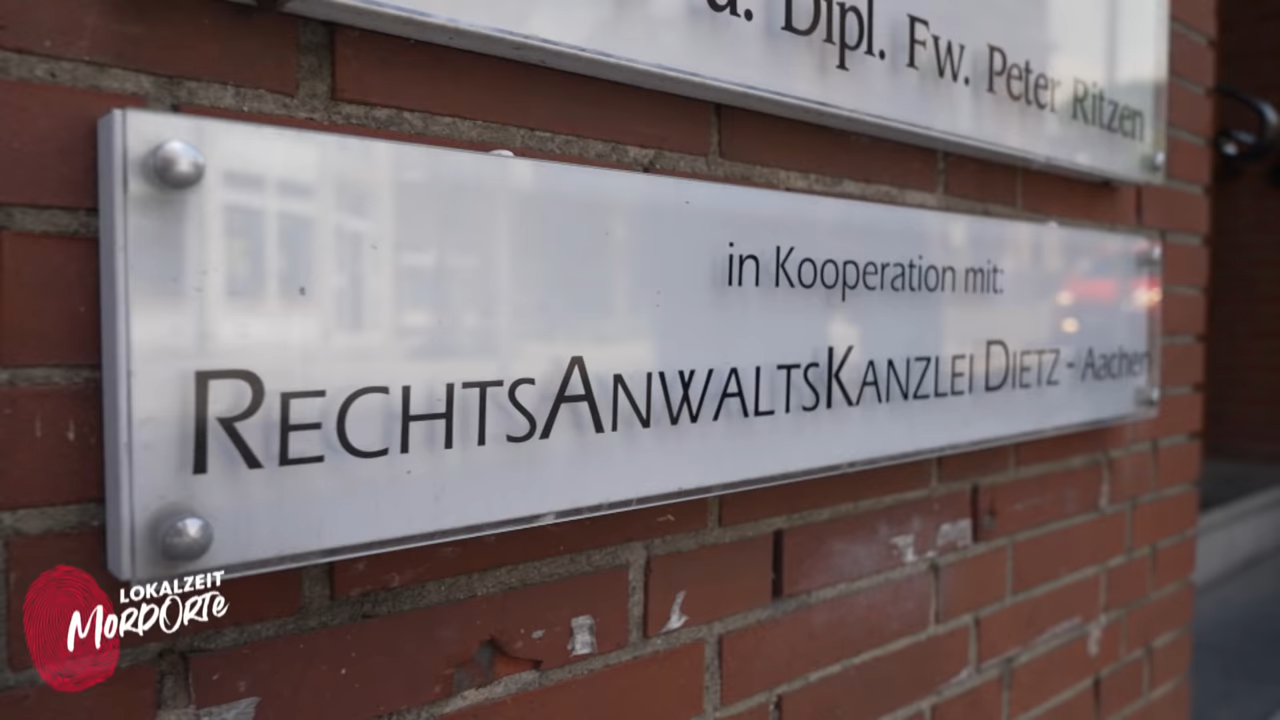 u. Dipl. Fw. Peter Ritzen
in Kooperation mit:
RECHTSANWALTSKANZLEI DIETZ - Aachen
LOKALZEIT
MORDORTE